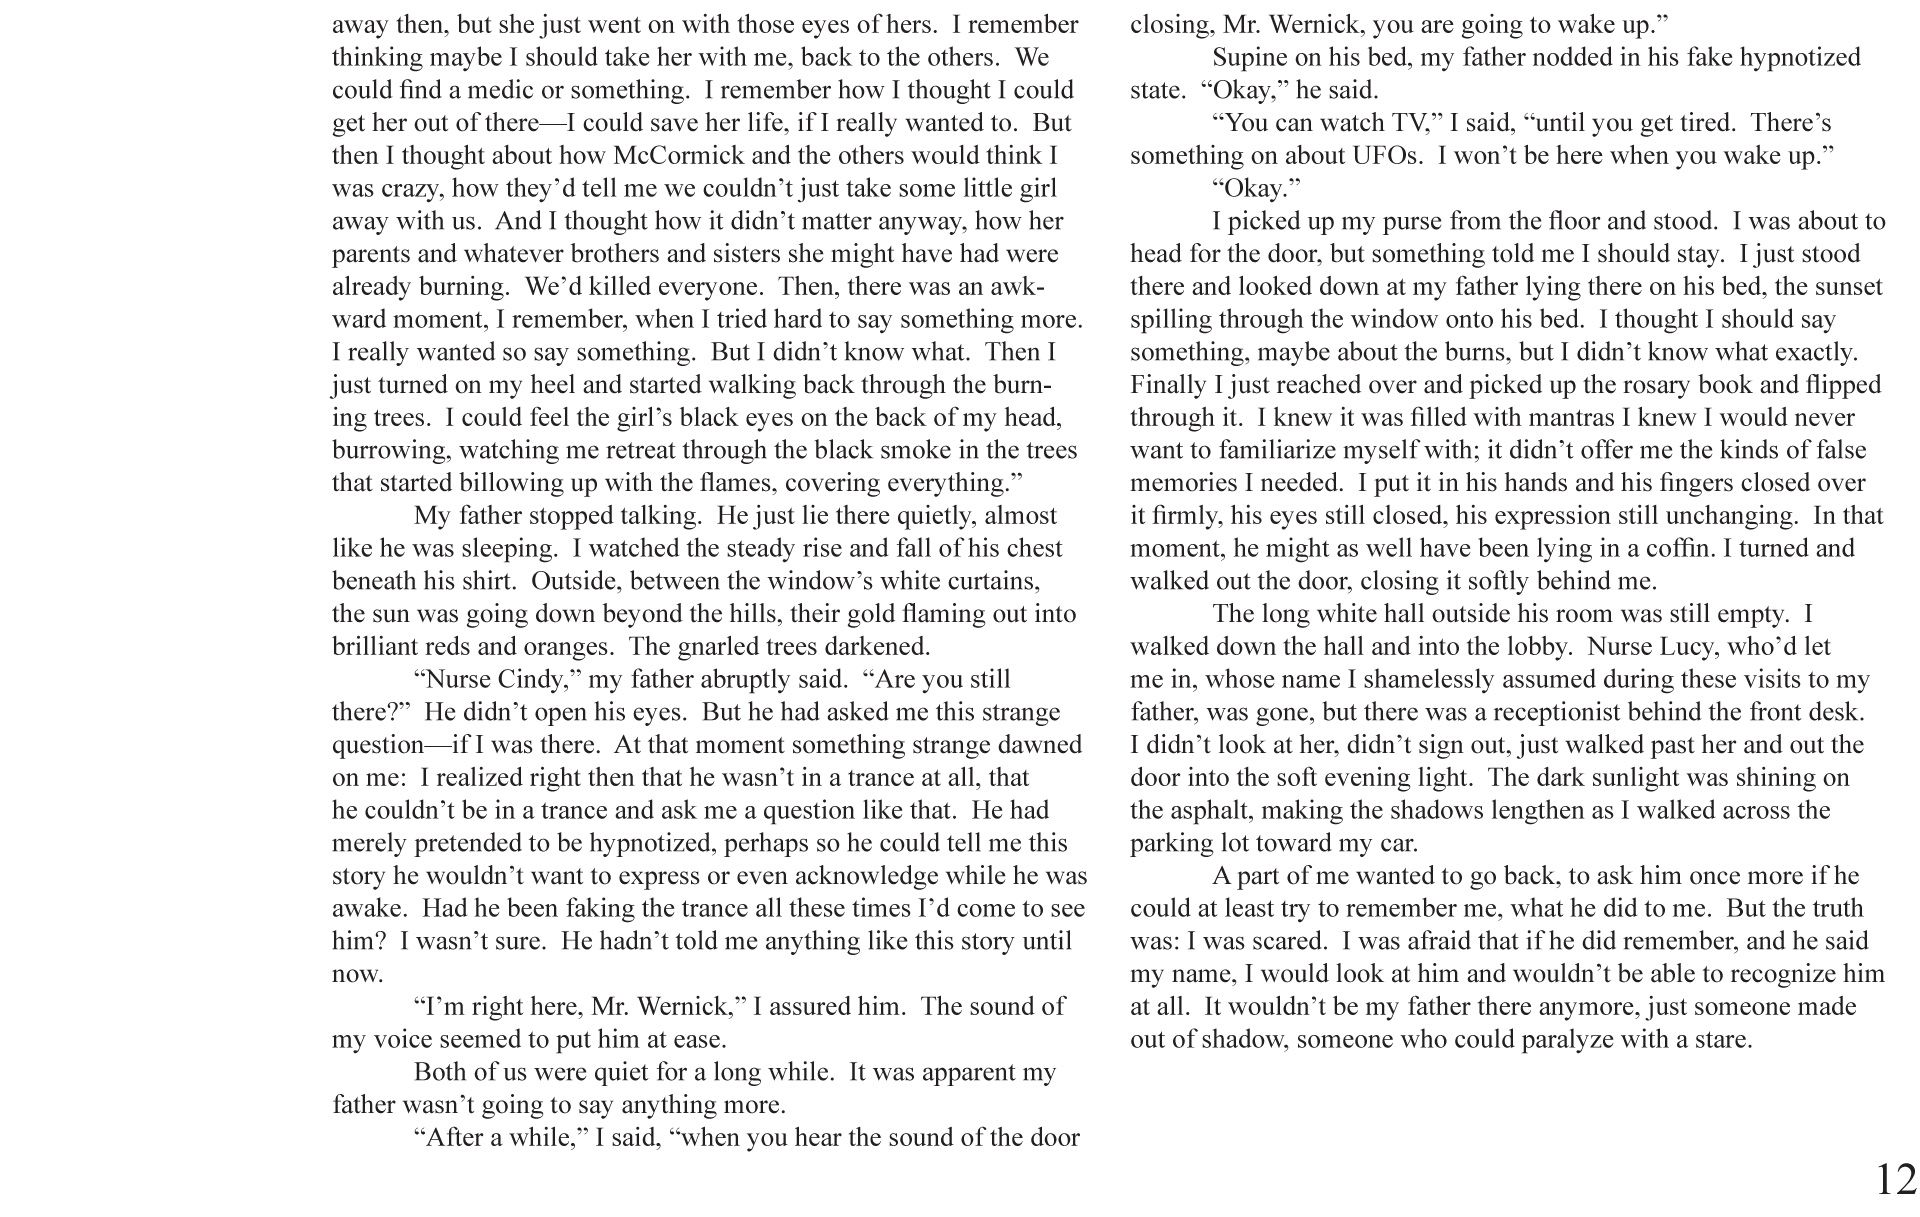 away then, but she just went on with those eyes of hers.  I remember
thinking maybe I should take her with me, back to the others.  We
could find a medic or something.  I remember how I thought I could
get her out of there—I could save her life, if I really wanted to.  But
then I thought about how McCormick and the others would think I
was crazy, how they’d tell me we couldn’t just take some little girl
away with us.  And I thought how it didn’t matter anyway, how her
parents and whatever brothers and sisters she might have had were
already burning.  We’d killed everyone.  Then, there was an awk-
ward moment, I remember, when I tried hard to say something more.
I really wanted so say something.  But I didn’t know what.  Then I
just turned on my heel and started walking back through the burn-
ing trees.  I could feel the girl’s black eyes on the back of my head,
burrowing, watching me retreat through the black smoke in the trees
that started billowing up with the flames, covering everything.”
My father stopped talking.  He just lie there quietly, almost
like he was sleeping.  I watched the steady rise and fall of his chest
beneath his shirt.  Outside, between the window’s white curtains,
the sun was going down beyond the hills, their gold flaming out into
brilliant reds and oranges.  The gnarled trees darkened.
“Nurse Cindy,” my father abruptly said.  “Are you still
there?”  He didn’t open his eyes.  But he had asked me this strange
question—if I was there.  At that moment something strange dawned
on me:  I realized right then that he wasn’t in a trance at all, that
he couldn’t be in a trance and ask me a question like that.  He had
merely pretended to be hypnotized, perhaps so he could tell me this
story he wouldn’t want to express or even acknowledge while he was
awake.  Had he been faking the trance all these times I’d come to see
him?  I wasn’t sure.  He hadn’t told me anything like this story until
now.
“I’m right here, Mr. Wernick,” I assured him.  The sound of
my voice seemed to put him at ease.
Both of us were quiet for a long while.  It was apparent my
father wasn’t going to say anything more.
“After a while,” I said, “when you hear the sound of the door
closing, Mr. Wernick, you are going to wake up.”
Supine on his bed, my father nodded in his fake hypnotized
state.  “Okay,” he said.
“You can watch TV,” I said, “until you get tired.  There’s
something on about UFOs.  I won’t be here when you wake up.”
“Okay.”
I picked up my purse from the floor and stood.  I was about to
head for the door, but something told me I should stay.  I just stood
there and looked down at my father lying there on his bed, the sunset
spilling through the window onto his bed.  I thought I should say
something, maybe about the burns, but I didn’t know what exactly.
Finally I just reached over and picked up the rosary book and flipped
through it.  I knew it was filled with mantras I knew I would never
want to familiarize myself with; it didn’t offer me the kinds of false
memories I needed.  I put it in his hands and his fingers closed over
it firmly, his eyes still closed, his expression still unchanging.  In that
moment, he might as well have been lying in a coffin. I turned and
walked out the door, closing it softly behind me.
The long white hall outside his room was still empty.  I
walked down the hall and into the lobby.  Nurse Lucy, who’d let
me in, whose name I shamelessly assumed during these visits to my
father, was gone, but there was a receptionist behind the front desk.
I didn’t look at her, didn’t sign out, just walked past her and out the
door into the soft evening light.  The dark sunlight was shining on
the asphalt, making the shadows lengthen as I walked across the
parking lot toward my car.
A part of me wanted to go back, to ask him once more if he
could at least try to remember me, what he did to me.  But the truth
was: I was scared.  I was afraid that if he did remember, and he said
my name, I would look at him and wouldn’t be able to recognize him
at all.  It wouldn’t be my father there anymore, just someone made
out of shadow, someone who could paralyze with a stare.
12